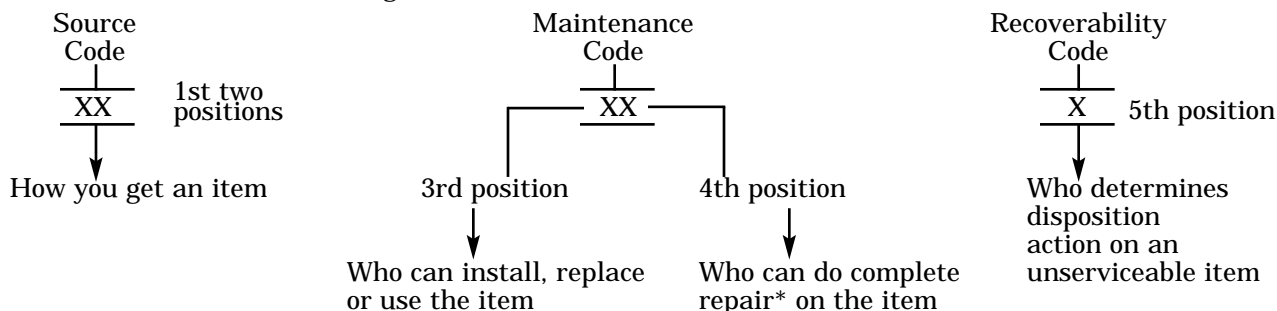 Source
Code
XX
1st two
positions
How you get an item
Maintenance
Code
XX
3rd position
4th position
Who can install, replace
or use the item
Who can do complete
repair* on the item
Recoverability
Code
X
5th position
Who determines
disposition
action on an
unserviceable item